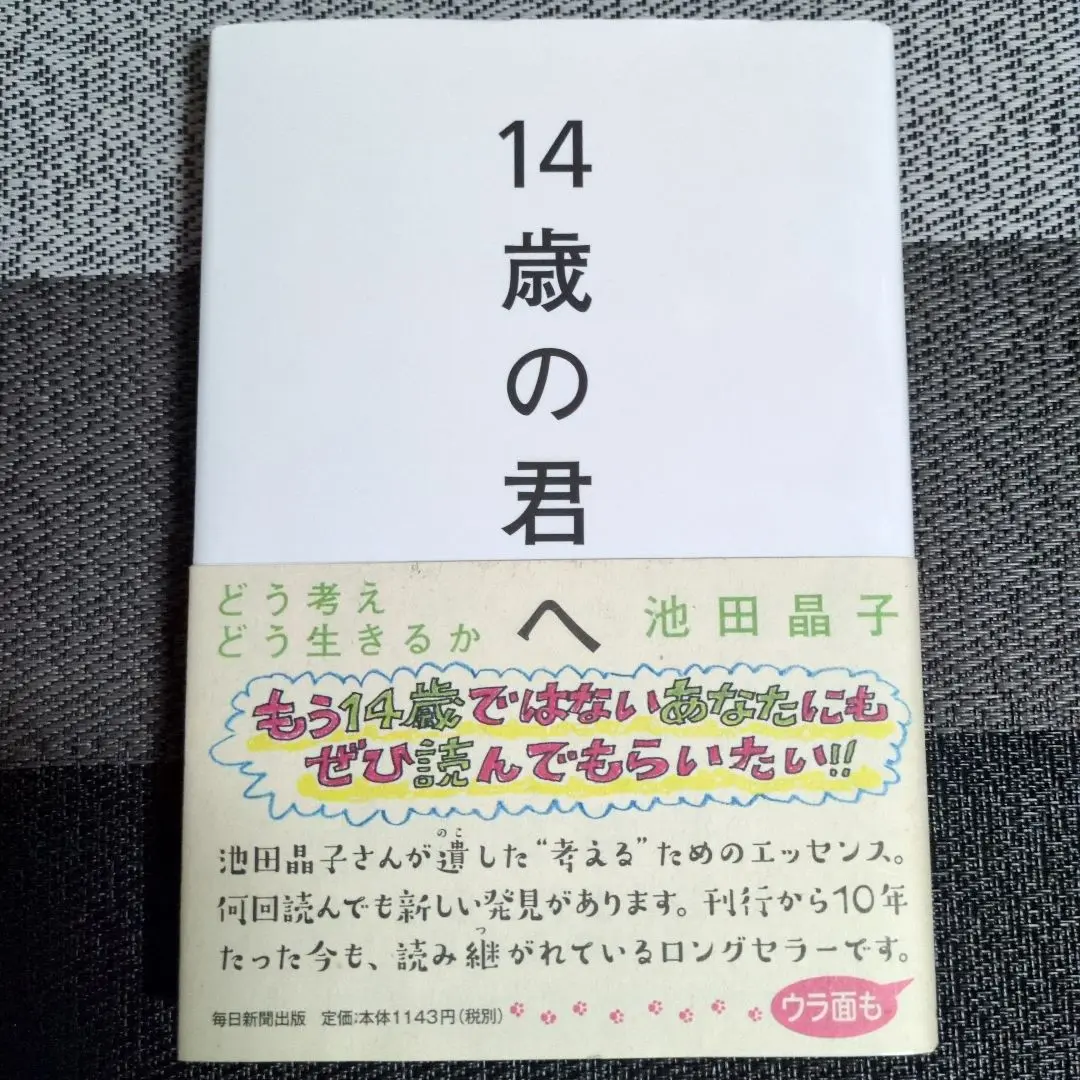 14歳の君へ
どう考え
どう生きるか
池田晶子
もう14歳ではないあなたにも
ぜひ読んでもらいたい!!
池田晶子さんが遺した“考える”ためのエッセンス。
のこ
何回読んでも新しい発見があります。刊行から10年
たった今も、読み継がれているロングセラーです。
つ
毎日新聞出版 定価:本体1143円(税別)
ウラ面も